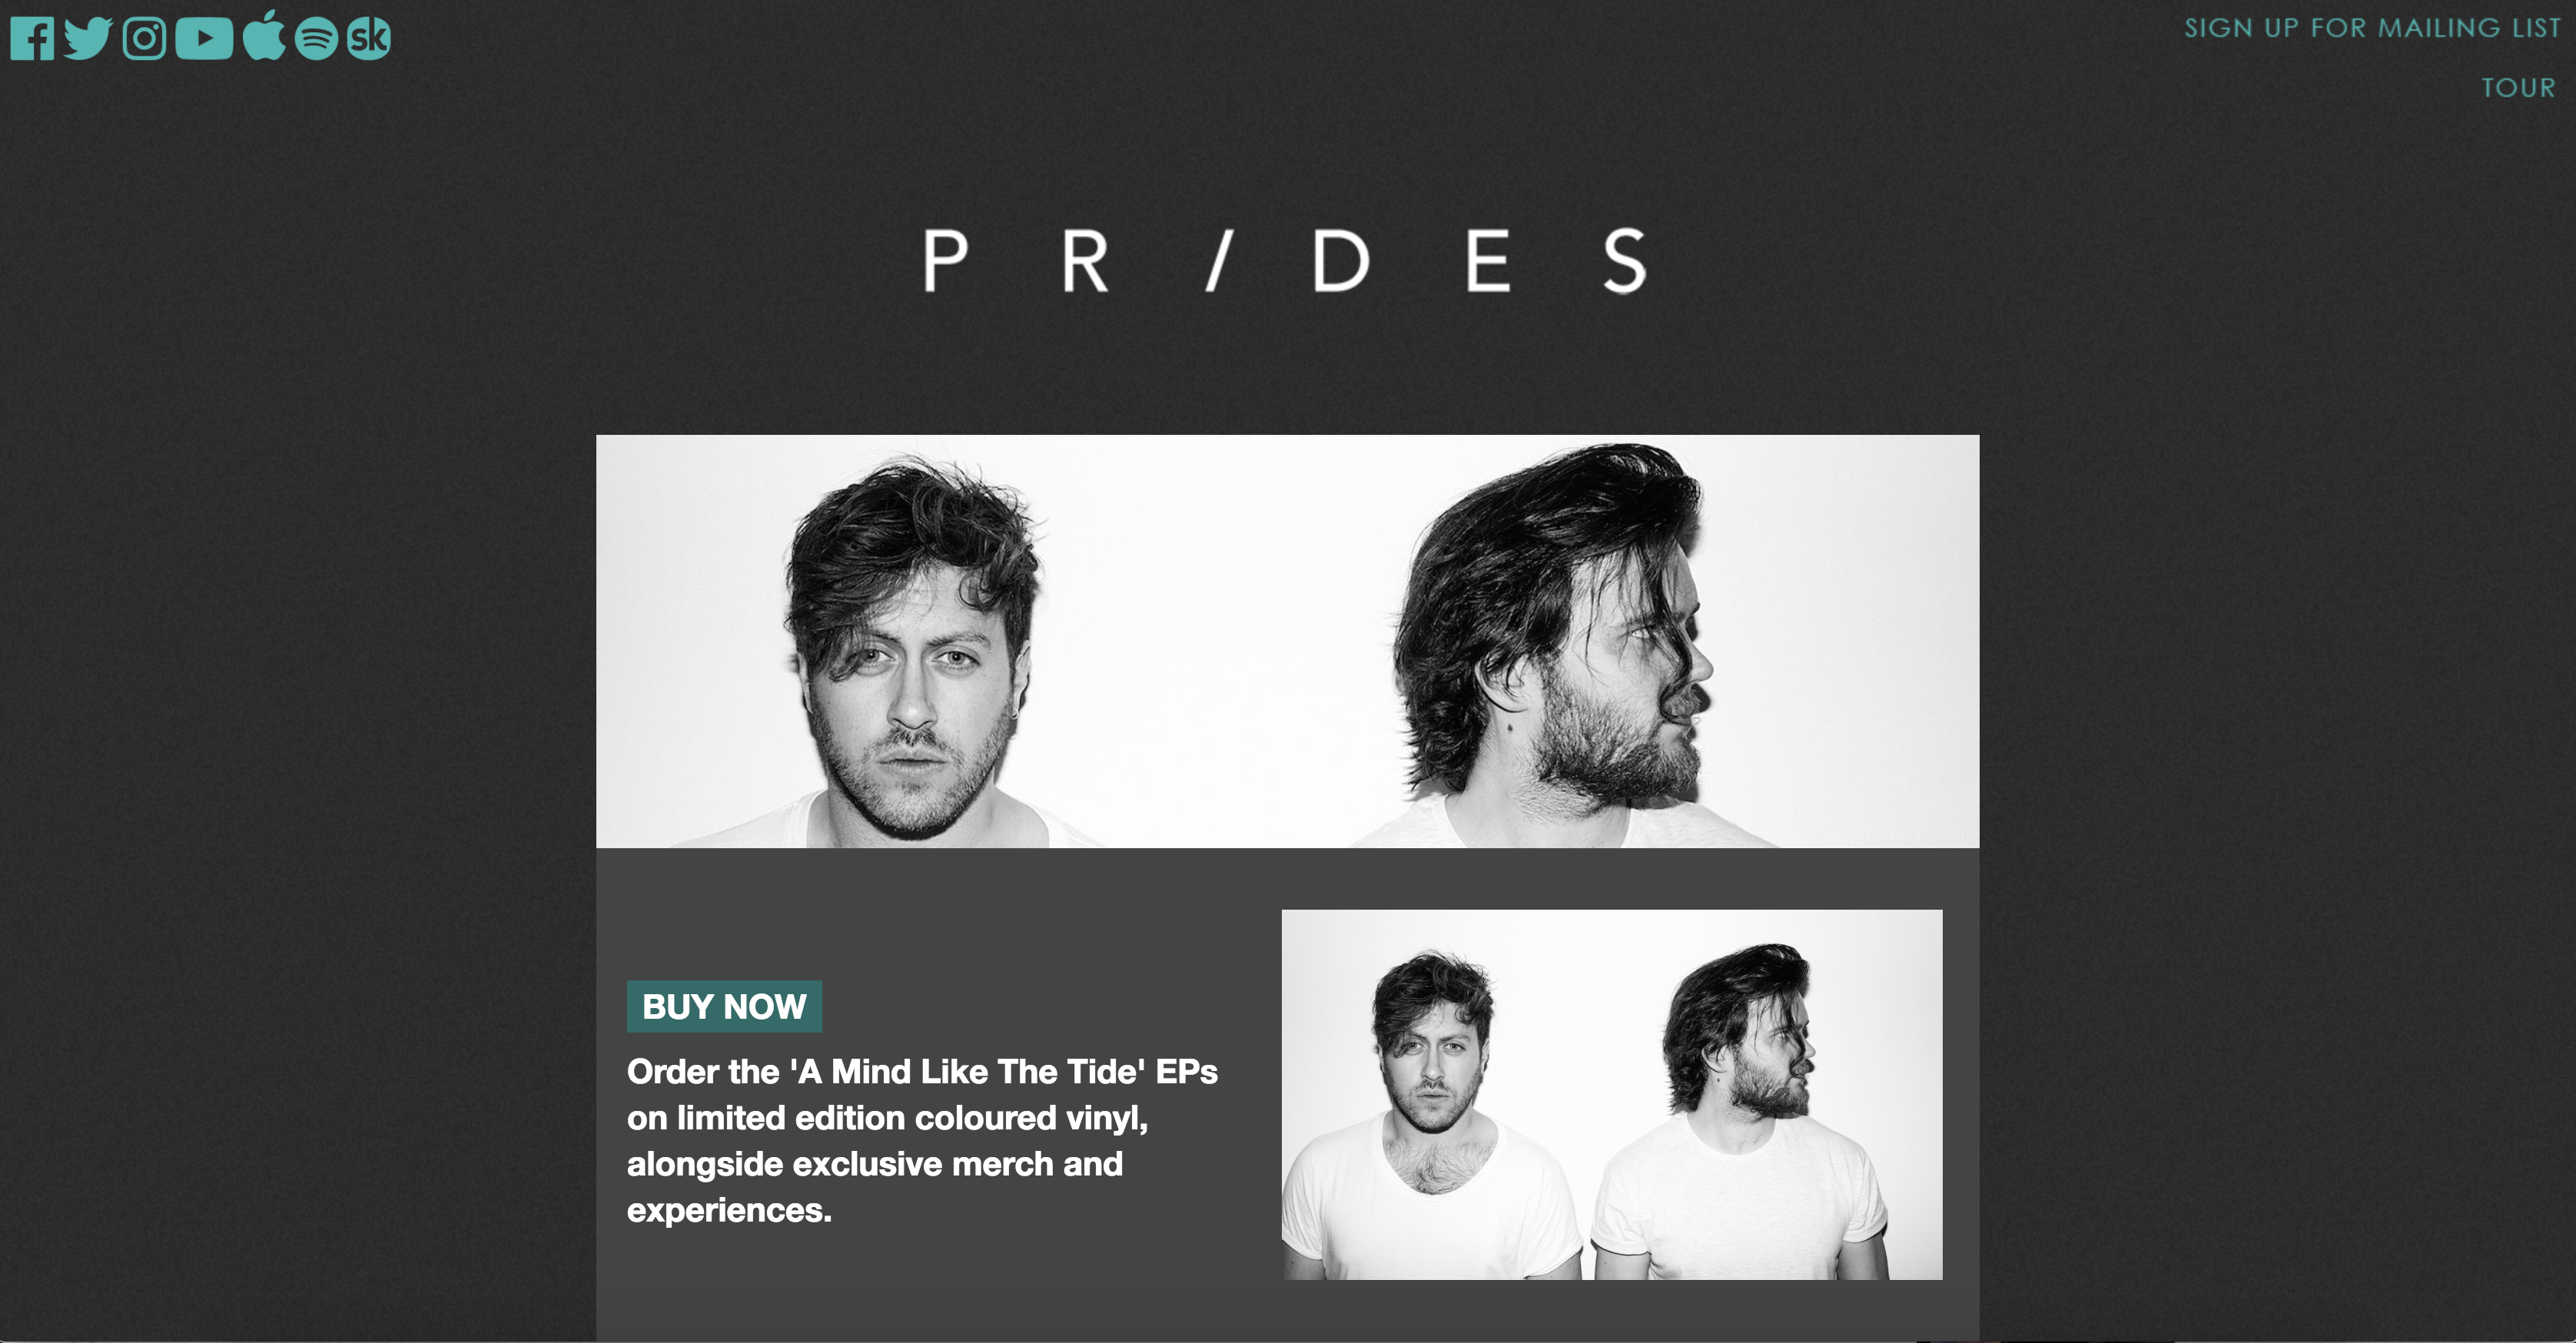 sk
SIGN UP FOR MAILING LIST
TOUR
P R / D E S
BUY NOW
Order the 'A Mind Like The Tide' EPs
on limited edition coloured vinyl,
alongside exclusive merch and
experiences.